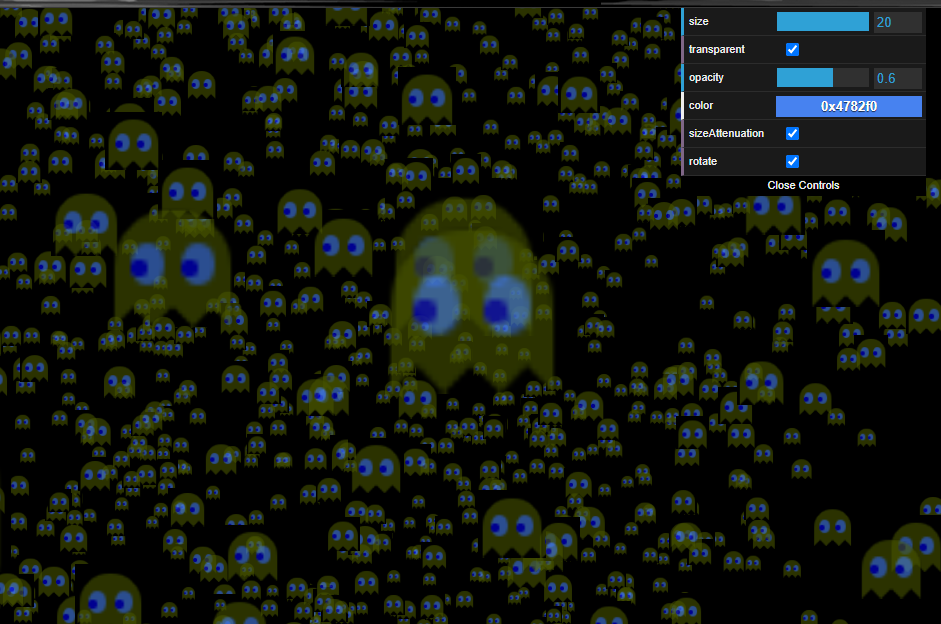 size 20
transparent
opacity 0.6
color 0x4782f0
sizeAttenuation
rotate
Close Controls